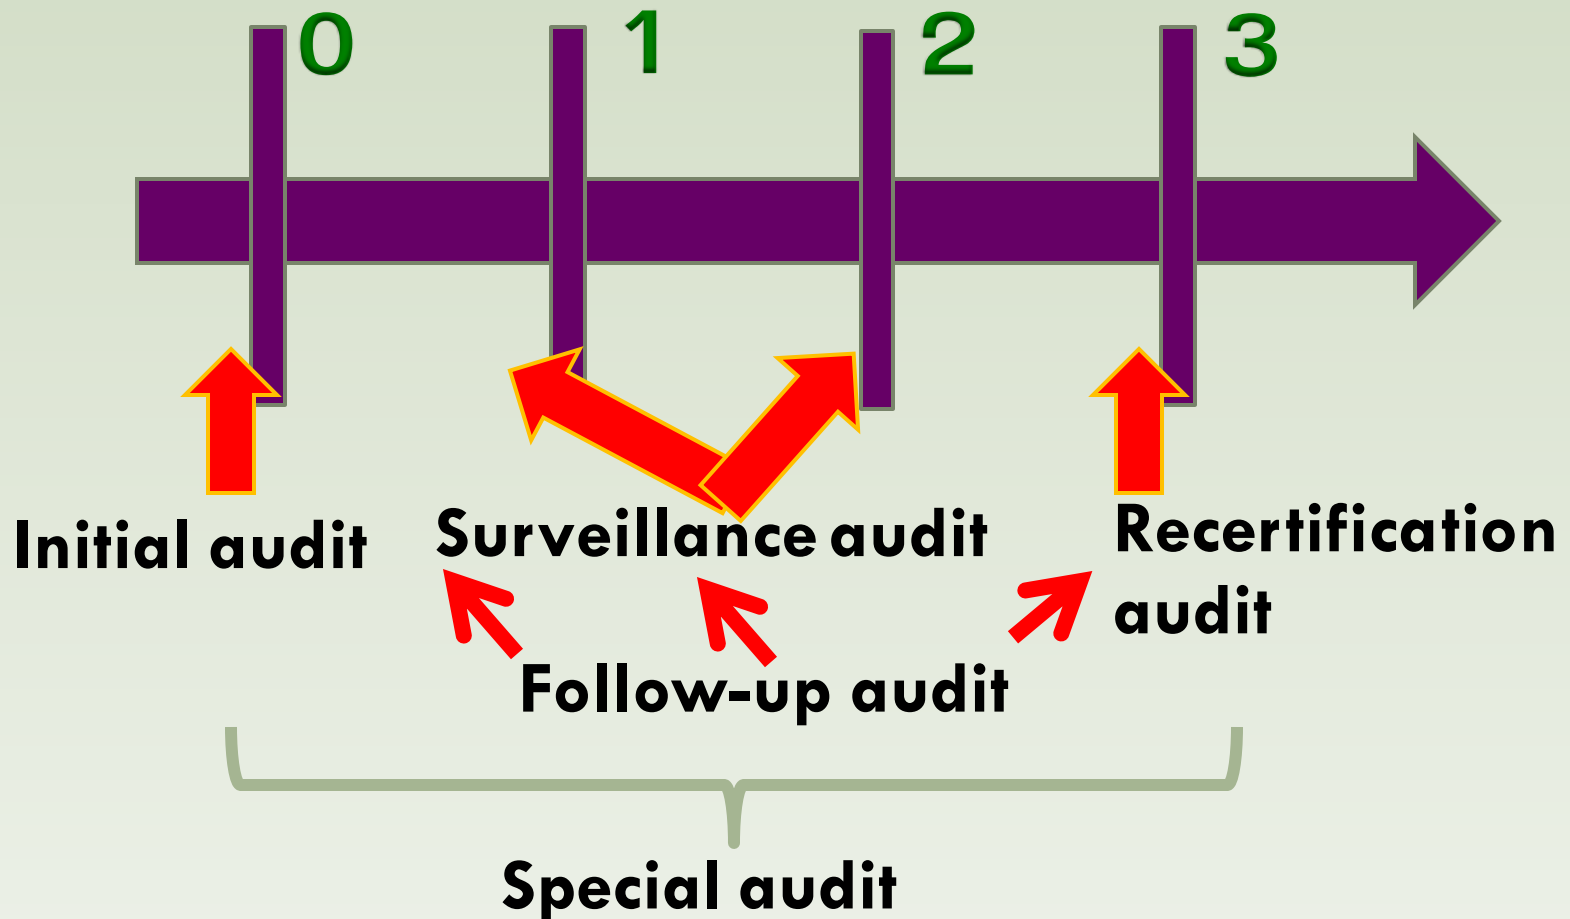 0 1 2 3
Initial audit
Surveillance audit
Recertification
audit
Follow-up audit
Special audit